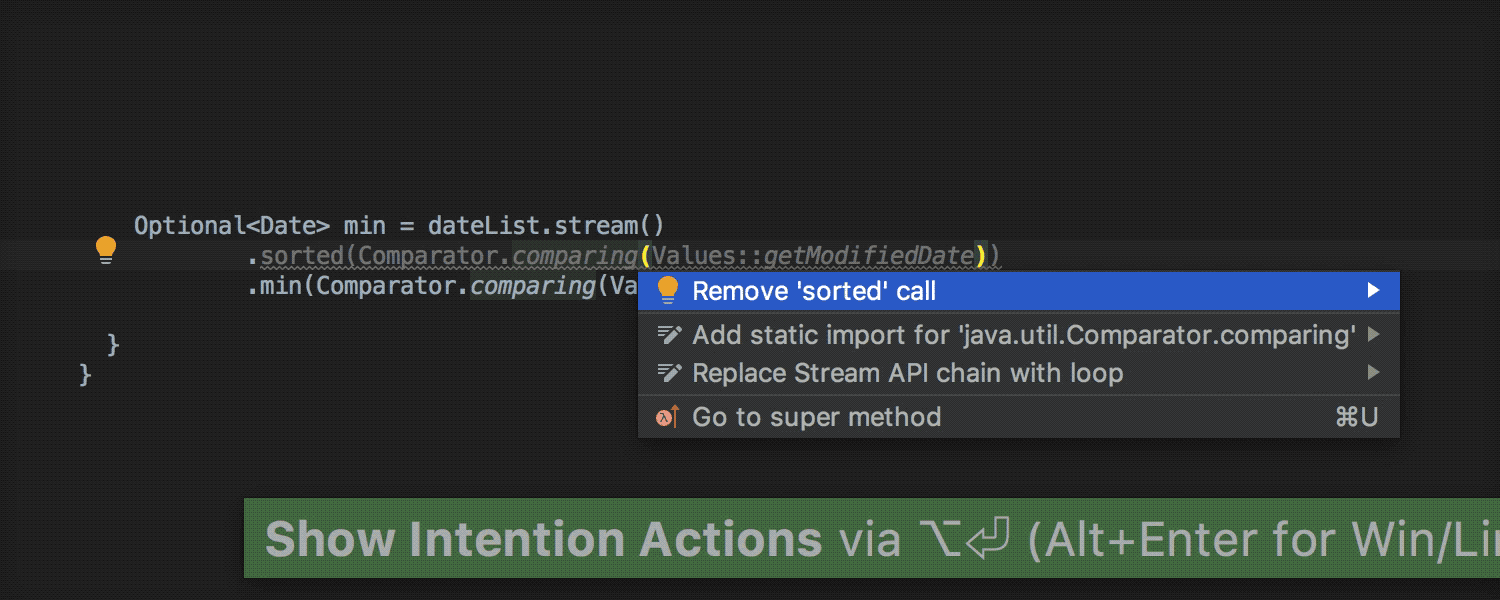 Optional<Date> min = dateList.stream()
.sorted(Comparator.comparing(Values::getModifiedDate))
.min(Comparator.comparing(Va
Remove 'sorted' call
Add static import for 'java.util.Comparator.comparing'
Replace Stream API chain with loop
}
}
Go to super method ⌘U
Show Intention Actions via ⌥⏎ (Alt+Enter for Win/Lin